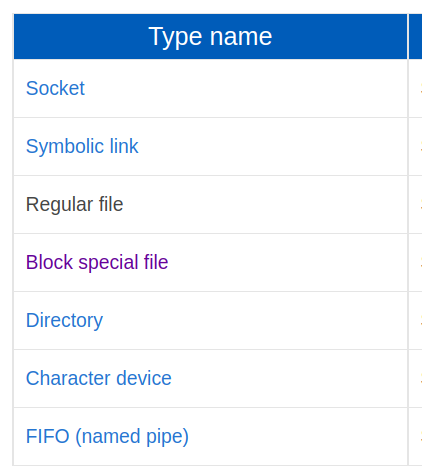 Type name
Socket
Symbolic link
Regular file
Block special file
Directory
Character device
FIFO (named pipe)